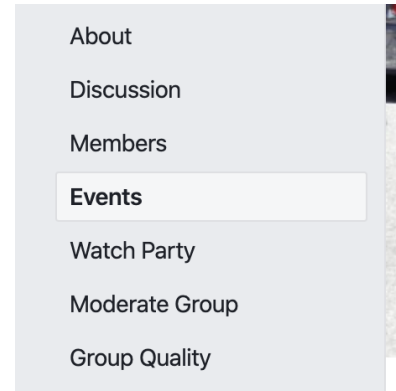 About
Discussion
Members
Events
Watch Party
Moderate Group
Group Quality